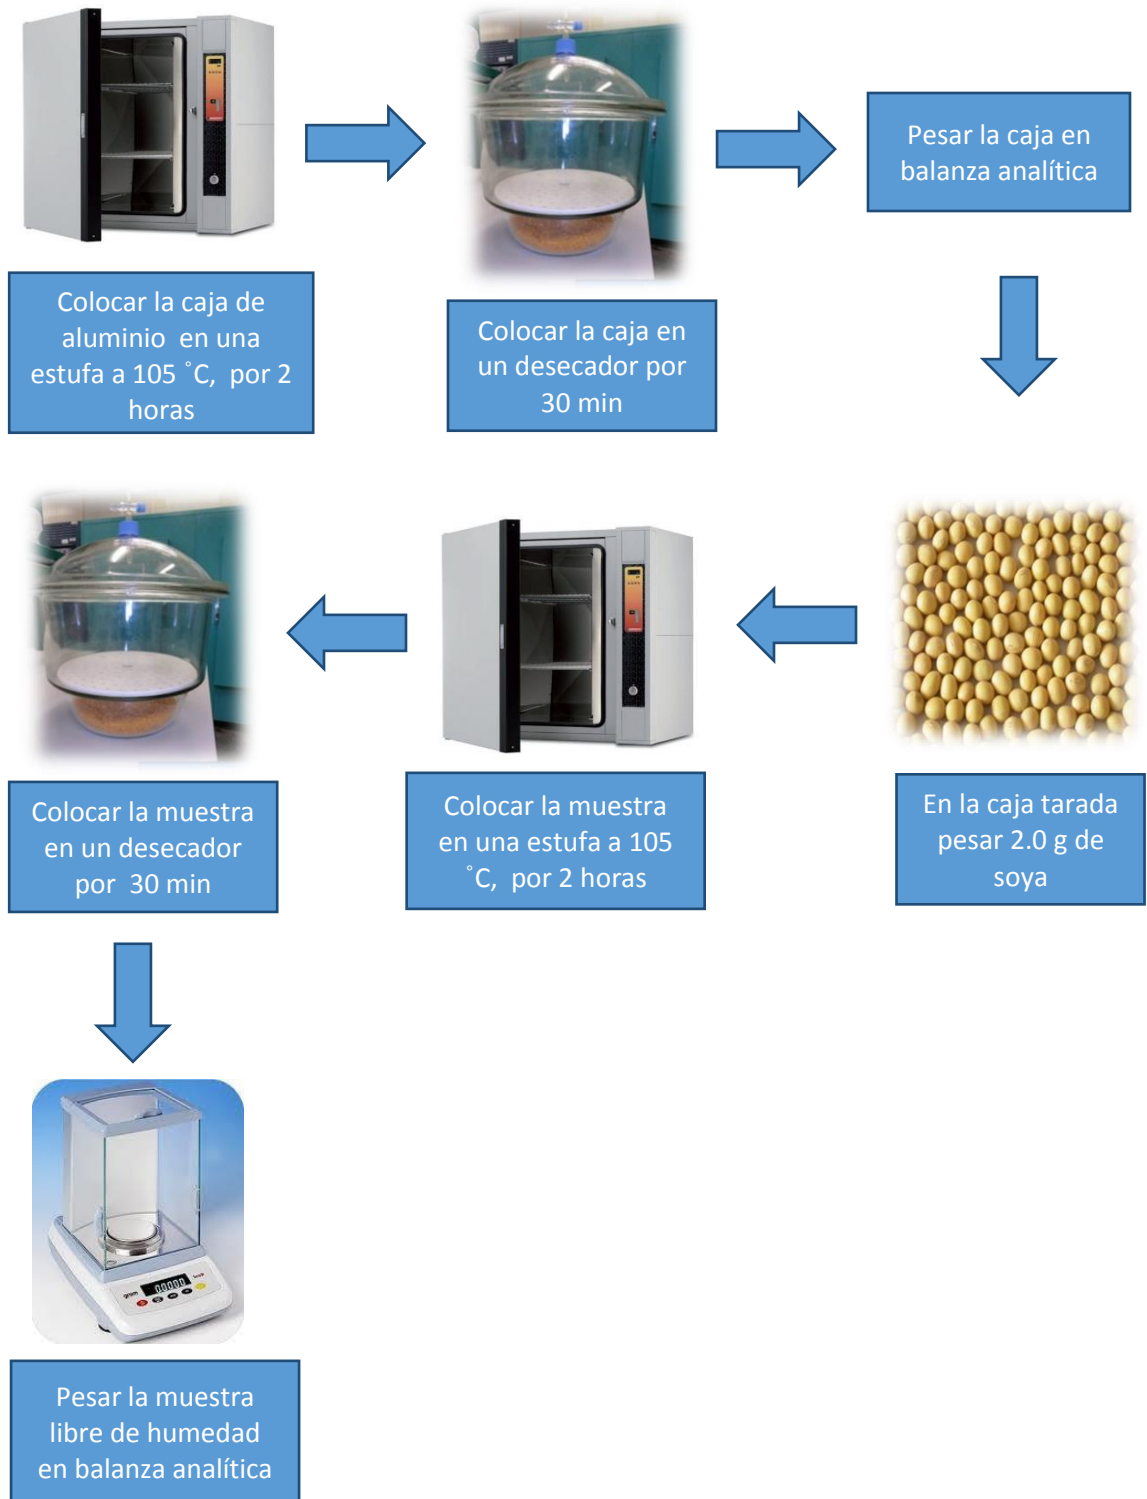 Pesar la caja en
balanza analítica
Colocar la caja de
aluminio en una
estufa a 105 ˚C, por 2
horas
Colocar la caja en
un desecador por
30 min
En la caja tarada
pesar 2.0 g de
soya
Colocar la muestra
en una estufa a 105
˚C, por 2 horas
Colocar la muestra
en un desecador
por 30 min
gram
0.0000
Pesar la muestra
libre de humedad
en balanza analítica